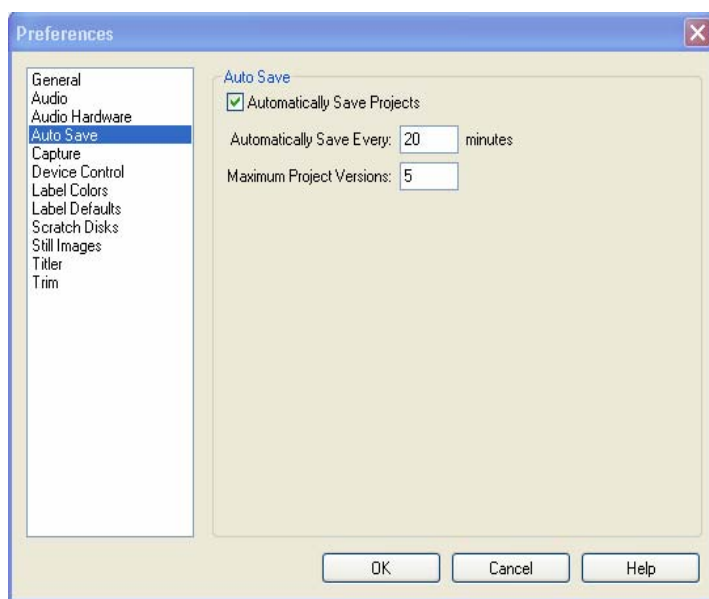 Preferences
General
Audio
Audio Hardware
Auto Save
Capture
Device Control
Label Colors
Label Defaults
Scratch Disks
Still Images
Titler
Trim
Auto Save
Automatically Save Projects
Automatically Save Every: 20 minutes
Maximum Project Versions: 5
OK Cancel Help